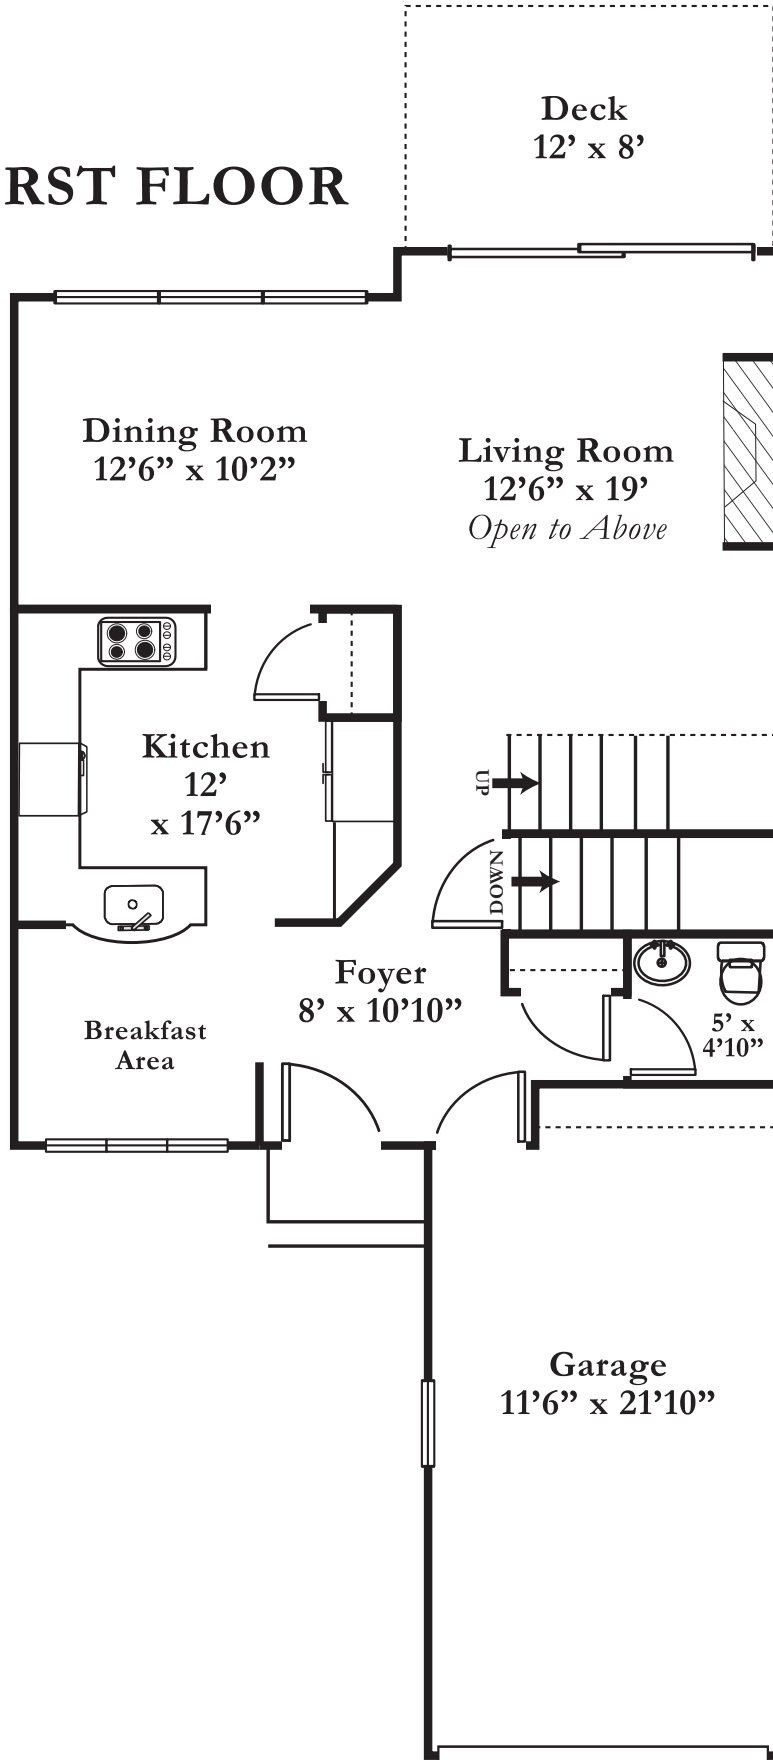 Deck
12’ x 8’
RST FLOOR
Dining Room
12’6” x 10’2”
Living Room
12’6” x 19’
Open to Above
Kitchen
12’
x 17’6”
UP
DOWN
Foyer
8’ x 10’10”
Breakfast
Area
5’ x
4’10”
Garage
11’6” x 21’10”